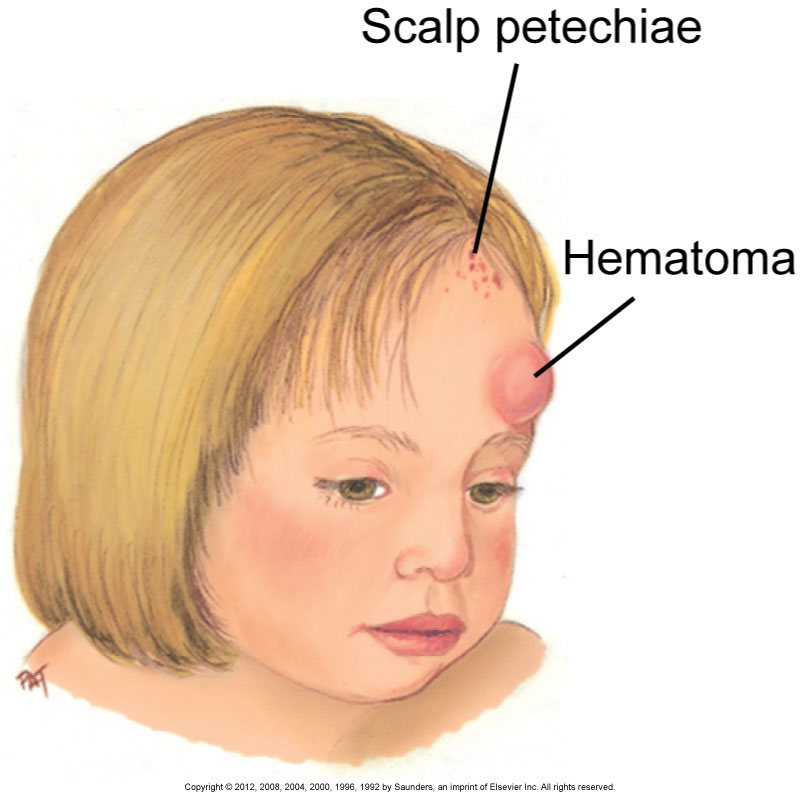 Scalp petechiae
Hematoma
Copyright © 2012, 2008, 2004, 2000, 1996, 1992 by Saunders, an imprint of Elsevier Inc. All rights reserved.